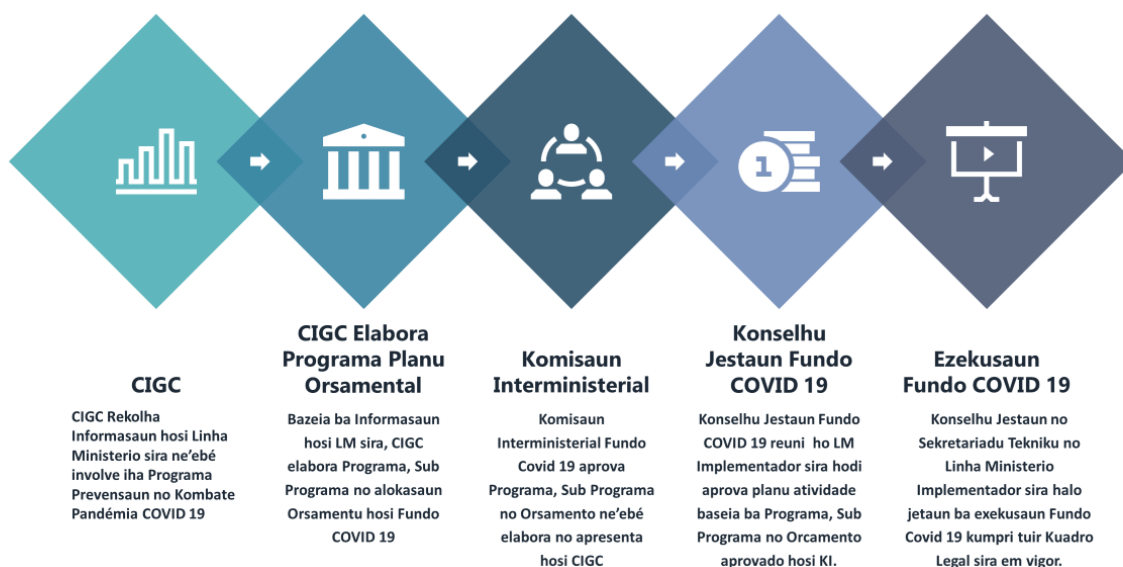 1
CIGC
CIGC Rekolha
Informasaun hosi Linha
Ministerio sira ne'ebé
involve iha Programa
Prevensaun no Kombate
Pandémia COVID 19
CIGC Elabora
Programa Planu
Orsamental
Bazeia ba Informasaun
hosi LM sira, CIGC
elabora Programa, Sub
Programa no alokasaun
Orsamentu hosi Fundo
COVID 19
Komisaun
Interministerial
Komisaun
Interministerial Fundo
Covid 19 aprova
Programa, Sub Programa
no Orsamento ne'ebé
elabora no apresenta
hosi CIGC
Konselhu
Jestaun Fundo
COVID 19
Konselhu Jestaun Fundo
COVID 19 reuni ho LM
Implementador sira hodi
aprova planu atividade
baseia ba Programa, Sub
Programa no Orcamento
aprovado hosi KI.
Ezekusaun
Fundo COVID 19
Konselhu Jestaun no
Sekretariadu Tekniku no
Linha Ministerio
Implementador sira halo
jetaun ba exekusaun Fundo
Covid 19 kumpri tuir Kuadro
Legal sira em vigor.